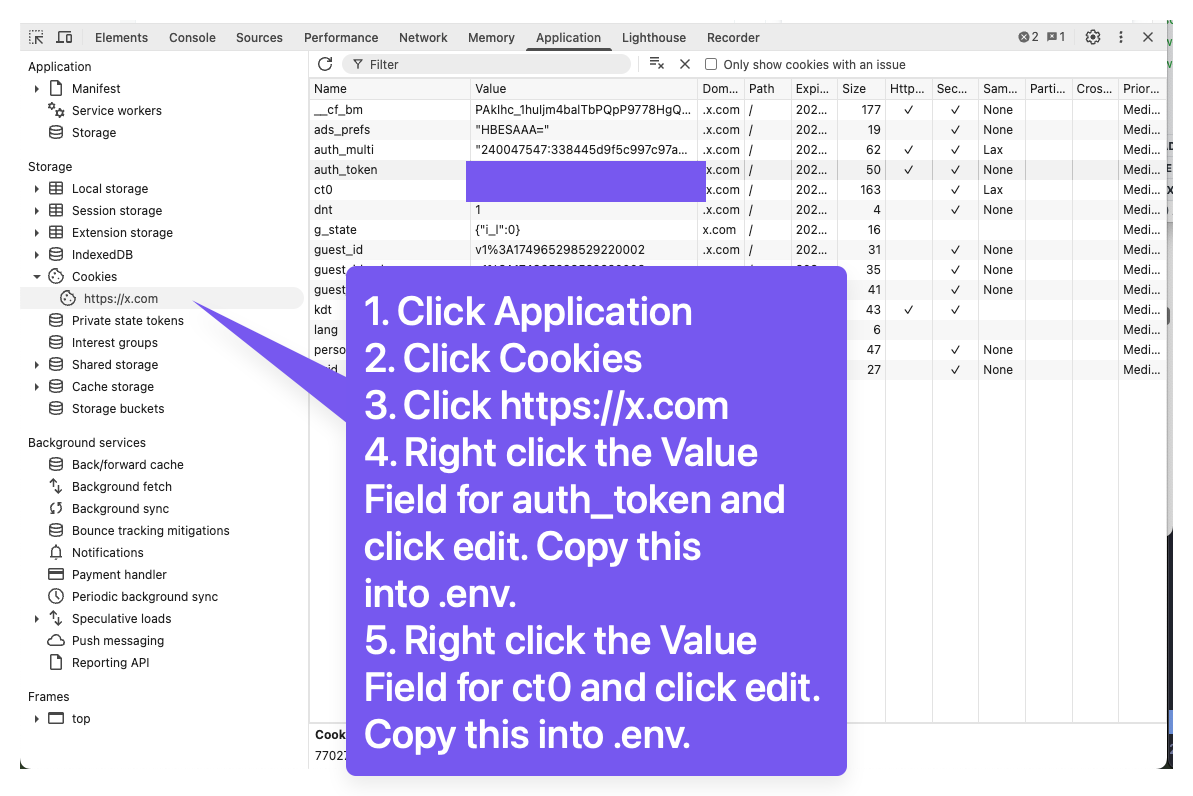 Elements Console Sources Performance Network Memory Application Lighthouse Recorder 2 1
Application
Manifest
Service workers
Storage
Storage
Local storage
Session storage
Extension storage
IndexedDB
Cookies
https://x.com
Private state tokens
Interest groups
Shared storage
Cache storage
Storage buckets
Background services
Back/forward cache
Background fetch
Background sync
Bounce tracking mitigations
Notifications
Payment handler
Periodic background sync
Speculative loads
Push messaging
Reporting API
Frames
top
Filter Only show cookies with an issue
Name Value Dom... Path Expi... Size Http... Sec... Sam... Parti... Cros... Prior...
__cf_bm .x.com / 202... 177 ✓ ✓ None Medi...
ads_prefs "HBESAAA=" .x.com / 202... 19 ✓ None Medi...
auth_multi "240047547:338445d9f5c997c97a... .x.com / 202... 62 ✓ ✓ Lax Medi...
auth_token x.com / 202... 50 ✓ ✓ None Medi...
ct0 x.com / 202... 163 ✓ Lax Medi...
dnt 1 .x.com / 202... 4 ✓ None Medi...
g_state {"i_l":0} x.com / 202... 16 Medi...
guest_id v1%3A174965298529220002 .x.com / 202... 31 ✓ None Medi...
35 ✓ None Medi...
guest 41 ✓ None Medi...
kdt 43 ✓ ✓ Medi...
lang 6 Medi...
perso 47 ✓ None Medi...
27 ✓ None Medi...
1. Click Application
2. Click Cookies
3. Click https://x.com
4. Right click the Value
Field for auth_token and
click edit. Copy this
into .env.
5. Right click the Value
Field for ct0 and click edit.
Copy this into .env.
Cook
7702